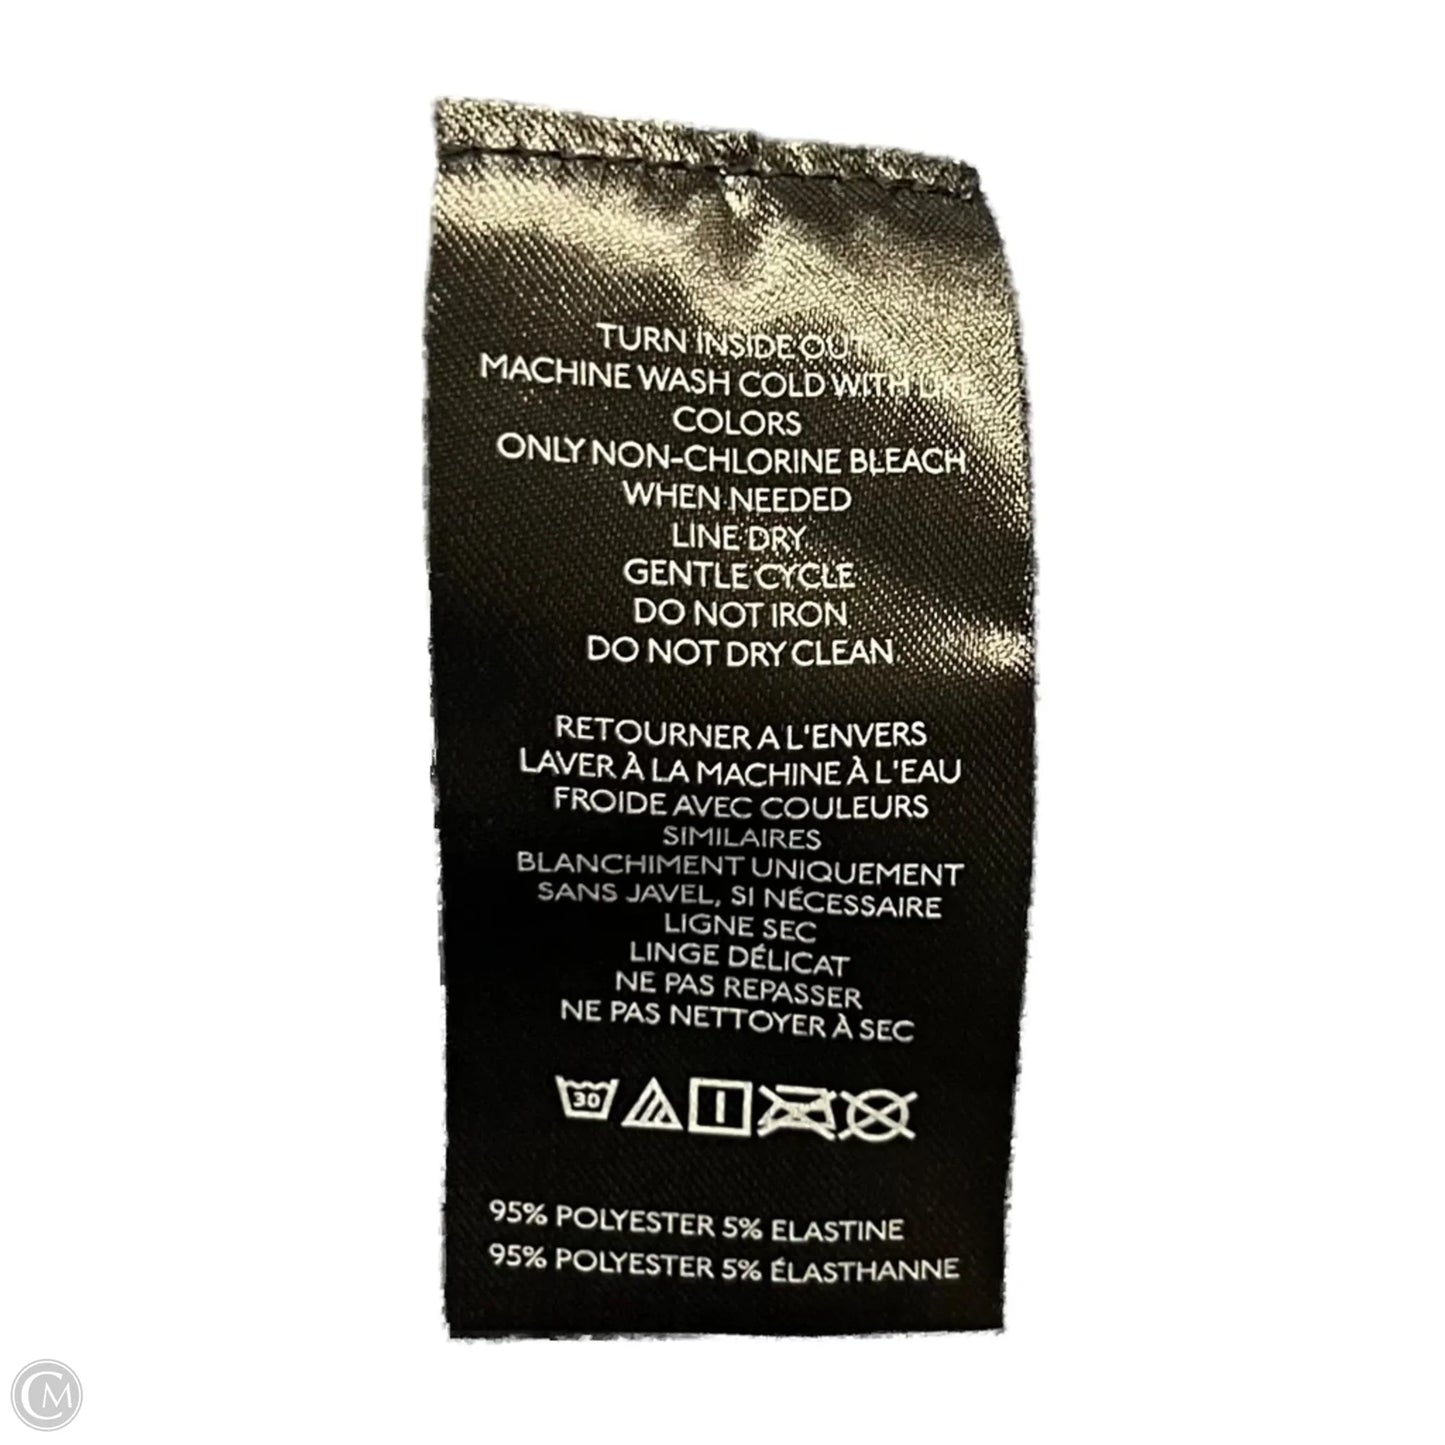 TURN INSIDE OUT
MACHINE WASH COLD WITH LIKE
COLORS
ONLY NON-CHLORINE BLEACH
WHEN NEEDED
LINE DRY
GENTLE CYCLE
DO NOT IRON
DO NOT DRY CLEAN
RETOURNER A L'ENVERS
LAVER À LA MACHINE À L'EAU
FROIDE AVEC COULEURS
SIMILAIRES
BLANCHIMENT UNIQUEMENT
SANS JAVEL, SI NÉCESSAIRE
LIGNE SEC
LINGE DÉLICAT
NE PAS REPASSER
NE PAS NETTOYER À SEC
30
95% POLYESTER 5% ELASTINE
95% POLYESTER 5% ÉLASTHANNE
CM